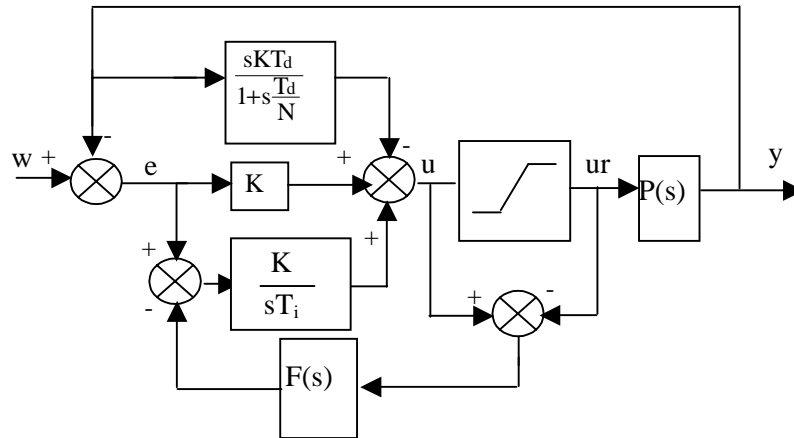 sKTd
1+s Td
N
-
-
w + e + u ur y
K P(s)
+ +
K
sTi
- + -
F(s)